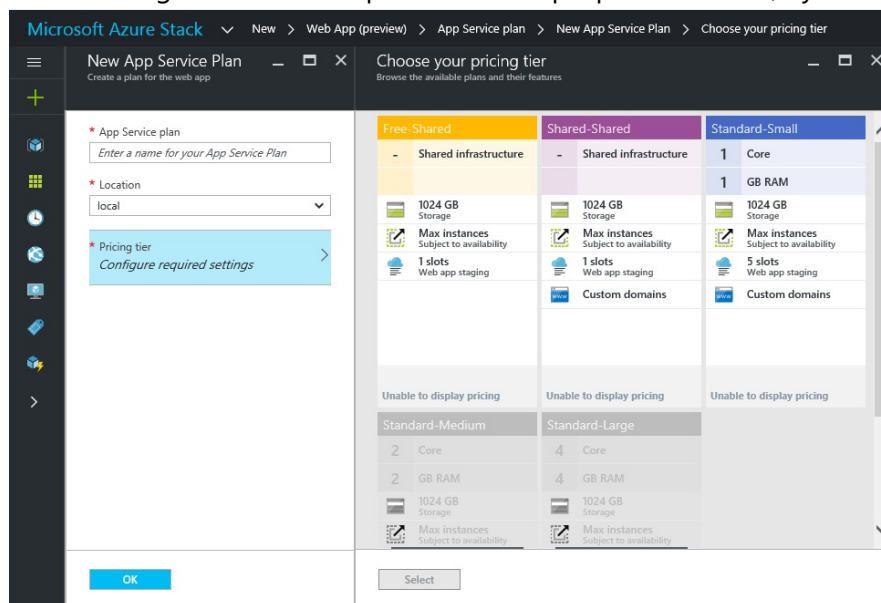 Microsoft Azure Stack New > Web App (preview) > App Service plan > New App Service Plan > Choose your pricing tier
New App Service Plan
Create a plan for the web app
* App Service plan
Enter a name for your App Service Plan
* Location
local
* Pricing tier
Configure required settings
OK
Choose your pricing tier
Browse the available plans and their features
Free-Shared
- Shared infrastructure
1024 GB
Storage
Max instances
Subject to availability
1 slots
Web app staging
Unable to display pricing
Shared-Shared
- Shared infrastructure
1024 GB
Storage
Max instances
Subject to availability
1 slots
Web app staging
www Custom domains
Unable to display pricing
Standard-Small
1 Core
1 GB RAM
1024 GB
Storage
Max instances
Subject to availability
5 slots
Web app staging
www Custom domains
Unable to display pricing
Standard-Medium
2 Core
2 GB RAM
1024 GB
Storage
Max instances
Subject to availability
Standard-Large
4 Core
4 GB RAM
1024 GB
Storage
Max instances
Subject to availability
Select